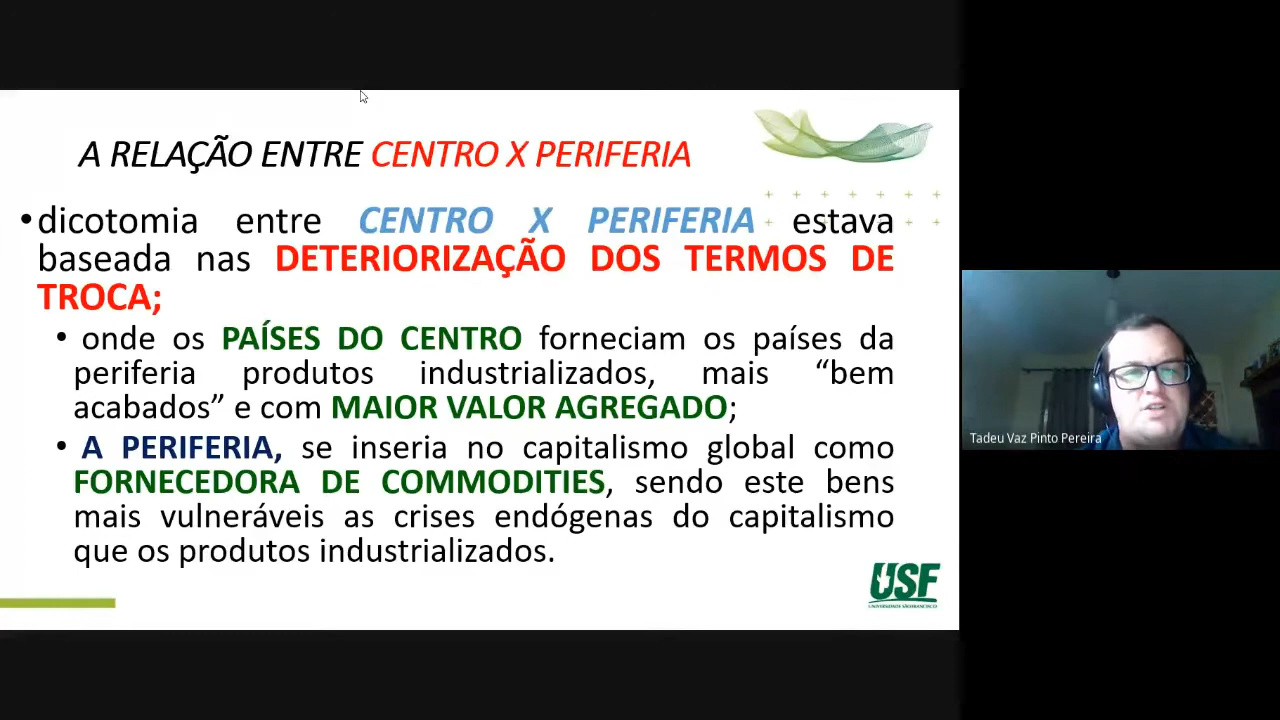 A RELAÇÃO ENTRE CENTRO X PERIFERIA
•dicotomia entre CENTRO X PERIFERIA estava
baseada nas DETERIORIZAÇÃO DOS TERMOS DE
TROCA;
• onde os PAÍSES DO CENTRO forneciam os países da
periferia produtos industrializados, mais “bem
acabados” e com MAIOR VALOR AGREGADO;
• A PERIFERIA, se inseria no capitalismo global como
FORNECEDORA DE COMMODITIES, sendo este bens
mais vulneráveis as crises endógenas do capitalismo
que os produtos industrializados.
USF
UNIVERSIDADE SÃO FRANCISCO
Tadeu Vaz Pinto Pereira